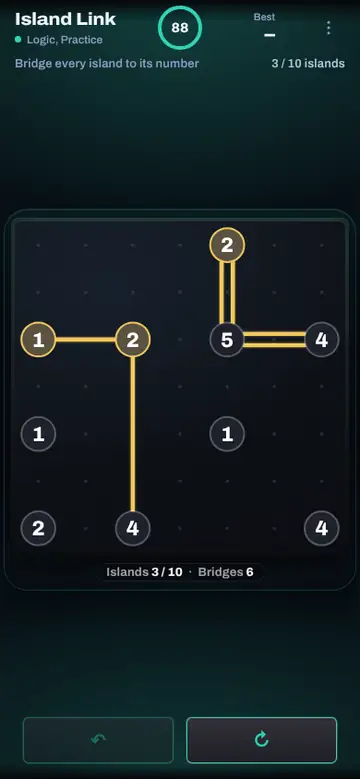 Island Link
Logic, Practice
88
Best
–
Bridge every island to its number
3 / 10 islands
2
1 2 5 4
1 1
2 4 4
Islands 3 / 10 · Bridges 6